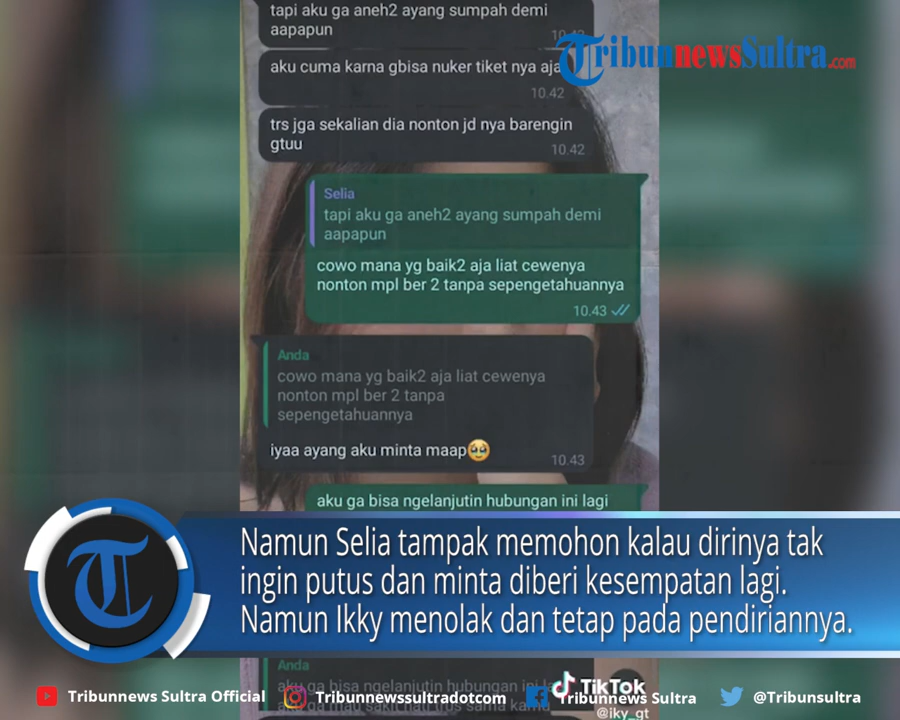 tapi aku ga aneh2 ayang sumpah demi
aapapun
10.42
TribunnewsSultra.com
aku cuma karna gbisa nuker tiket nya aja
10.42
trs jga sekalian dia nonton jd nya barengin
gtuu
10.42
Selia
tapi aku ga aneh2 ayang sumpah demi
aapapun
cowo mana yg baik2 aja liat cewenya
nonton mpl ber 2 tanpa sepengetahuannya
10.43
Anda
cowo mana yg baik2 aja liat cewenya
nonton mpl ber 2 tanpa
sepengetahuannya
iyaa ayang aku minta maap🥹
10.43
aku ga bisa ngelanjutin hubungan ini lagi
Namun Selia tampak memohon kalau dirinya tak
ingin putus dan minta diberi kesempatan lagi.
Namun Ikky menolak dan tetap pada pendiriannya.
T
Anda
TikTok
@iky_gt
Tribunnews Sultra Official
Tribunnewssultradotcom
Tribunnews Sultra
@Tribunsultra